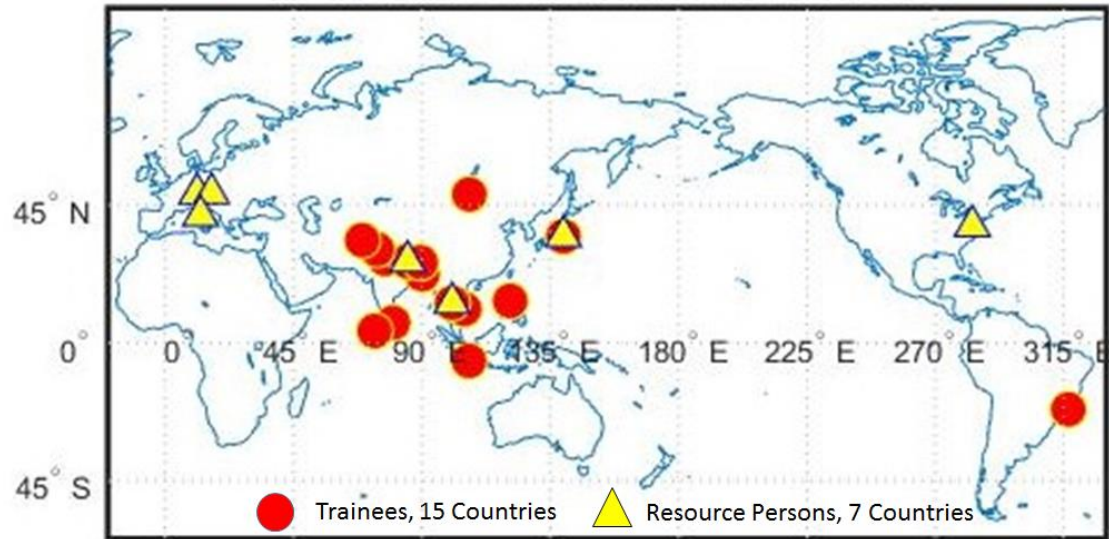 45° N
0° 0° 45° E 90° E 135° E 180° E 225° E 270° E 315° E
45° S
Trainees, 15 Countries Resource Persons, 7 Countries